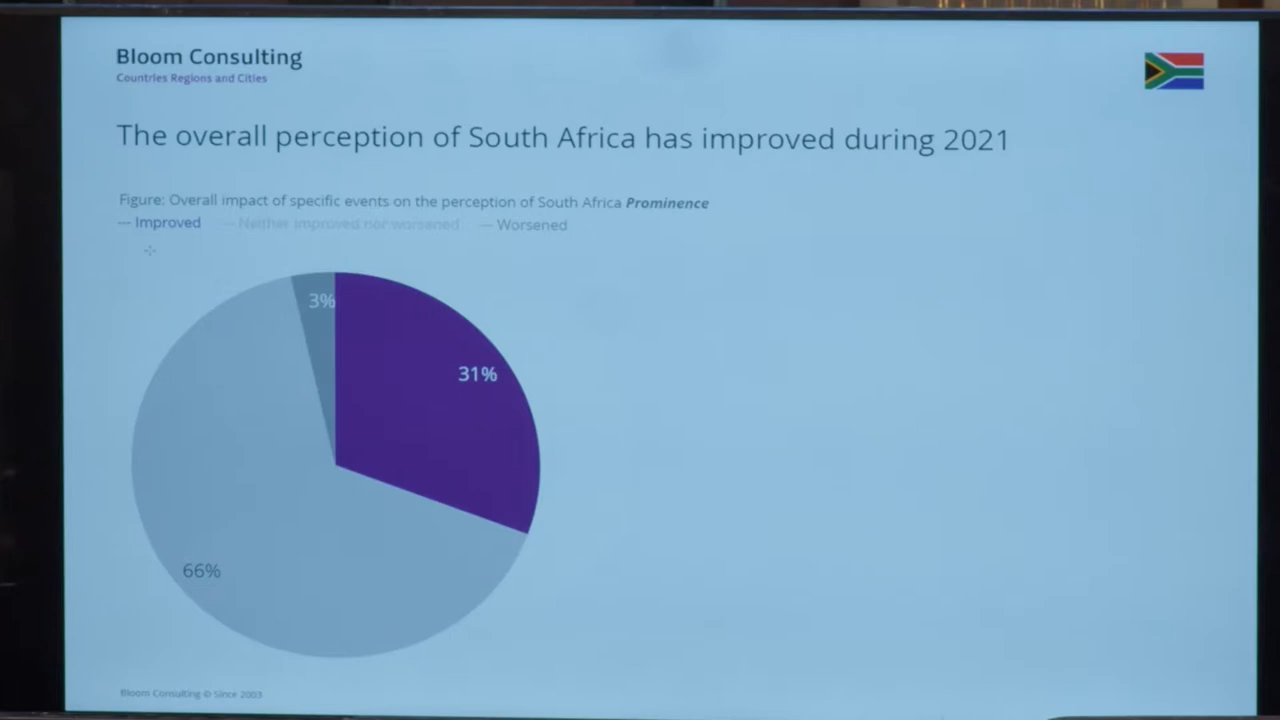 Bloom Consulting
Countries Regions and Cities
The overall perception of South Africa has improved during 2021
Figure: Overall impact of specific events on the perception of South Africa Prominence
--- Improved --- Neither improved nor worsened --- Worsened
3%
31%
66%
Bloom Consulting © Since 2003